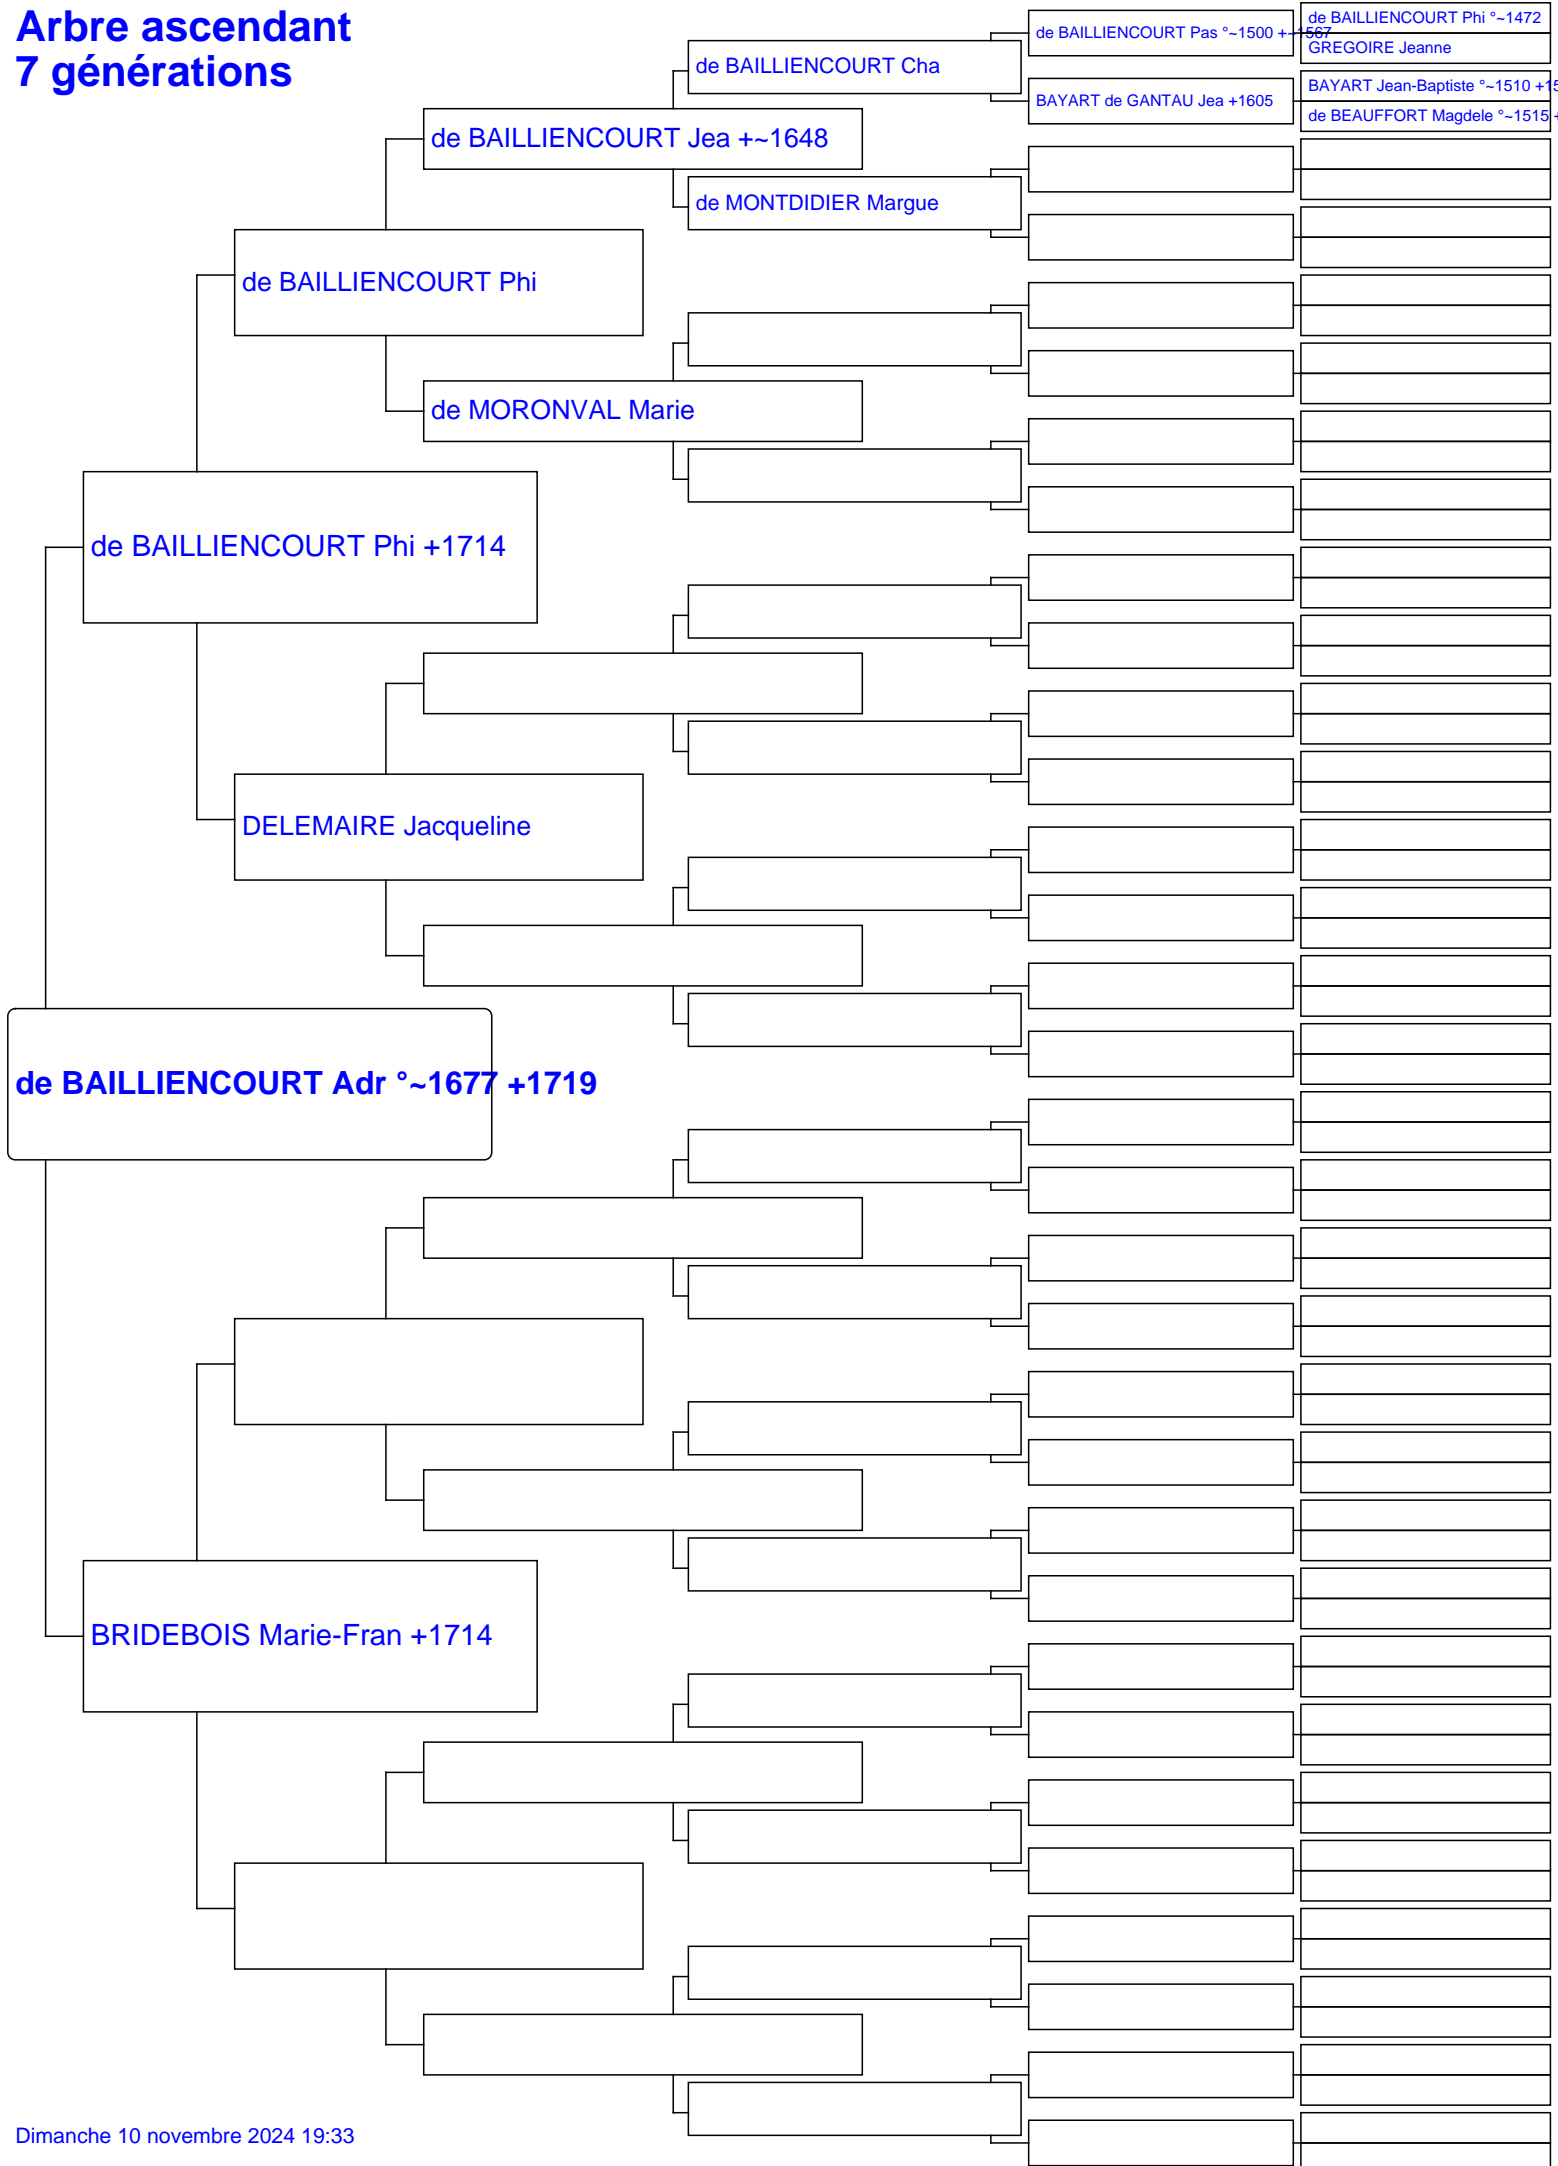 Arbre ascendant
7 générations
de BAILLIENCOURT Phi °~1472
de BAILLIENCOURT Pas °~1500 +~1567
GREGOIRE Jeanne
de BAILLIENCOURT Cha
BAYART Jean-Baptiste °~1510 +15
BAYART de GANTAU Jea +1605
de BEAUFFORT Magdele °~1515 +
de BAILLIENCOURT Jea +~1648
de MONTDIDIER Margue
de BAILLIENCOURT Phi
de MORONVAL Marie
de BAILLIENCOURT Phi +1714
DELEMAIRE Jacqueline
de BAILLIENCOURT Adr °~1677 +1719
BRIDEBOIS Marie-Fran +1714
Dimanche 10 novembre 2024 19:33